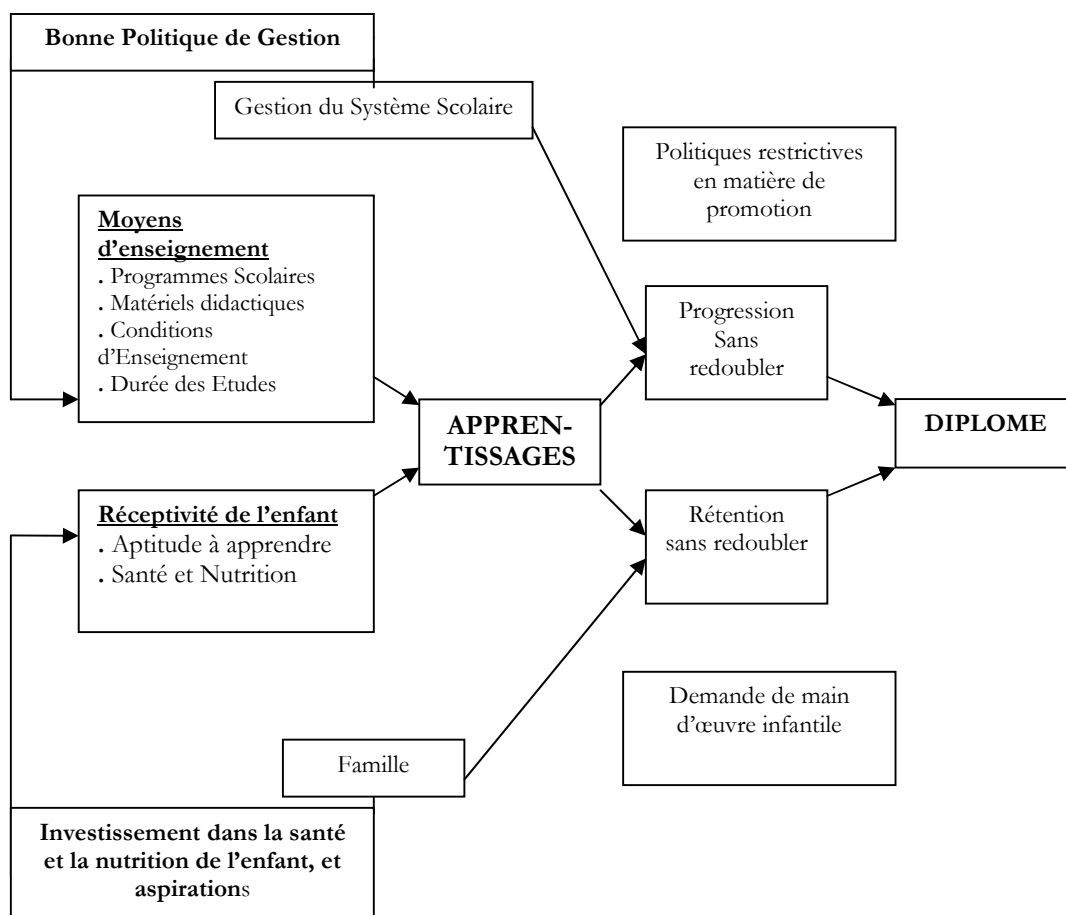 Bonne Politique de Gestion
Gestion du Système Scolaire
Politiques restrictives
en matière de
promotion
Moyens
d’enseignement
. Programmes Scolaires
. Matériels didactiques
. Conditions
d’Enseignement
. Durée des Etudes
Progression
Sans
redoubler
APPREN-
TISSAGES
DIPLOME
Réceptivité de l’enfant
. Aptitude à apprendre
. Santé et Nutrition
Rétention
sans redoubler
Demande de main
d’œuvre infantile
Famille
Investissement dans la santé
et la nutrition de l’enfant, et
aspirations